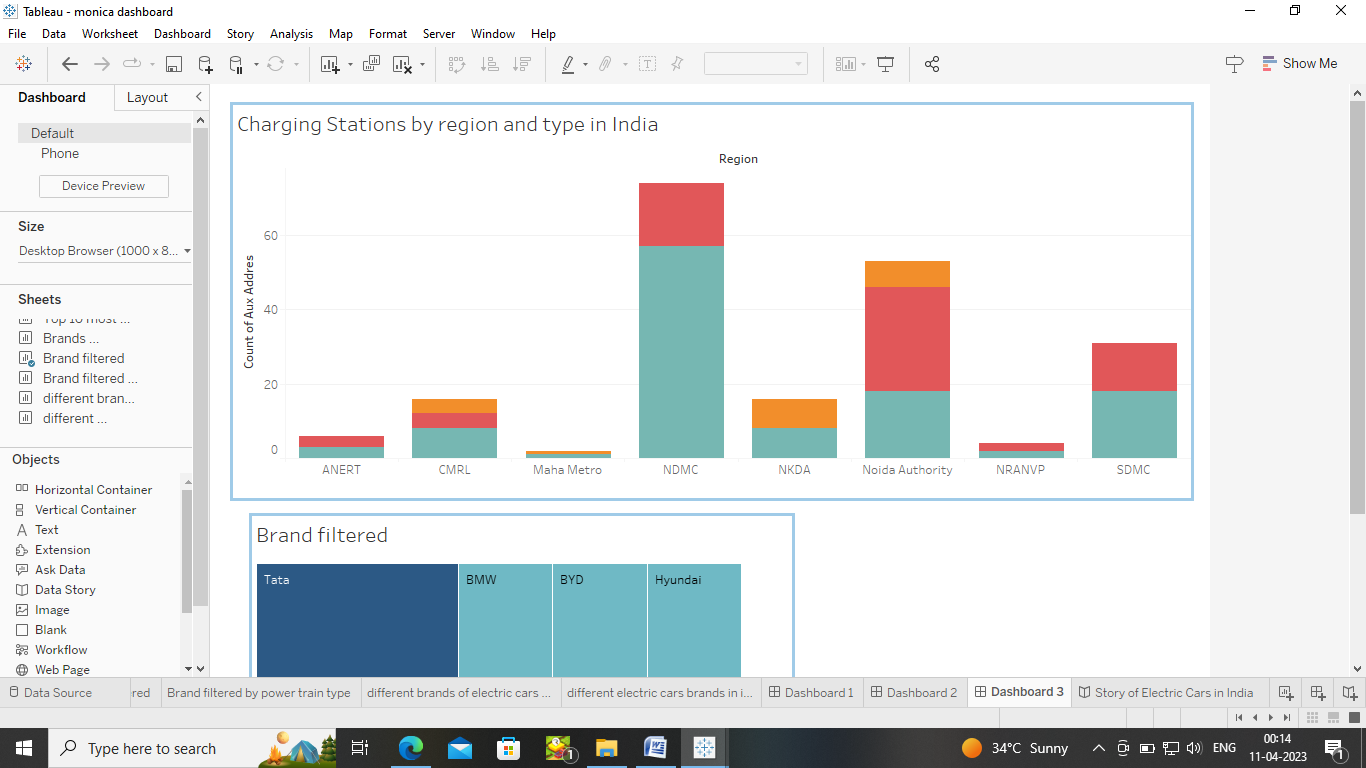 Tableau - monica dashboard
File Data Worksheet Dashboard Story Analysis Map Format Server Window Help
Show Me
Dashboard Layout
Default
Phone
Device Preview
Size
Desktop Browser (1000 x 8...
Sheets
Top 10 most ...
Brands ...
Brand filtered
Brand filtered ...
different bran...
different ...
Objects
Horizontal Container
Vertical Container
Text
Extension
Ask Data
Data Story
Image
Blank
Workflow
Web Page
Charging Stations by region and type in India
Region
Count of Aux Addres
60
40
20
0
ANERT CMRL Maha Metro NDMC NKDA Noida Authority NRANVP SDMC
Brand filtered
Tata BMW BYD Hyundai
Data Source red Brand filtered by power train type different brands of electric cars ... different electric cars brands in i... Dashboard 1 Dashboard 2 Dashboard 3 Story of Electric Cars in India
Type here to search
1
34°C Sunny
ENG
00:14
11-04-2023
1